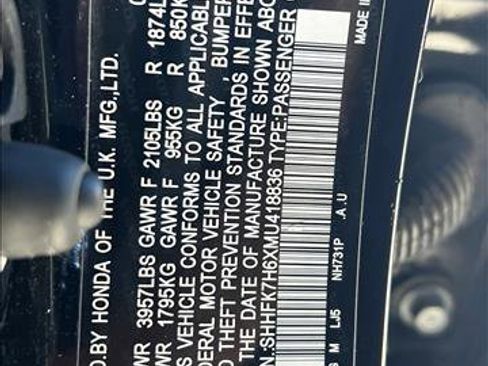 D.BY HONDA OF THE U.K. MFG.,LTD.
WR 3957LBS GAWR F 2105LBS R 1874L
WR 1795KG GAWR F 955KG R 850K
S VEHICLE CONFORMS TO ALL APPLICABL
DERAL MOTOR VEHICLE SAFETY , BUMPER
D THEFT PREVENTION STANDARDS IN EFFE
E DATE OF MANUFACTURE SHOWN ABO
N.:SHHFK7H6XMU418836 TYPE:PASSENGER
S M LJ5 NH731P .A.U
MADE IN